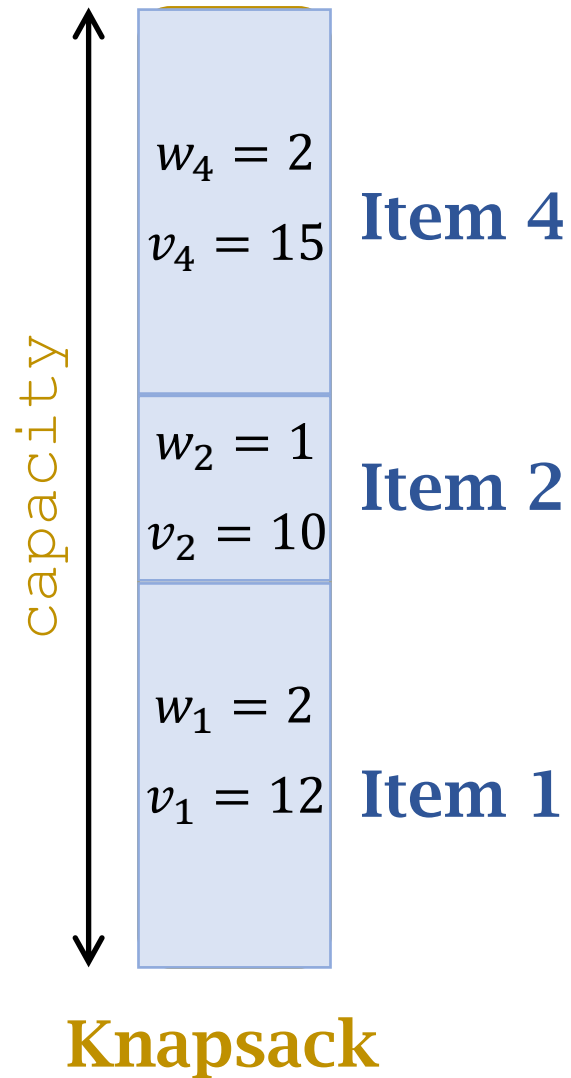 w₄ = 2
v₄ = 15
Item 4
capacity
w₂ = 1
v₂ = 10
Item 2
w₁ = 2
v₁ = 12
Item 1
Knapsack